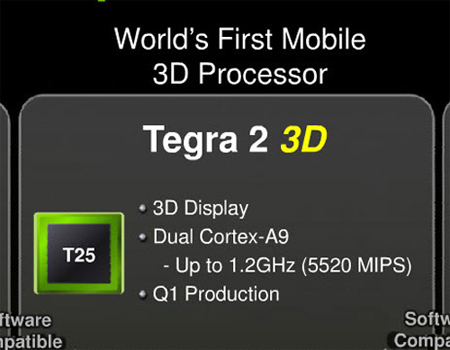 World's First Mobile
3D Processor
Tegra 2 3D
• 3D Display
• Dual Cortex-A9
- Up to 1.2GHz (5520 MIPS)
• Q1 Production
T25
ftware
mpatible
Softw
Compa